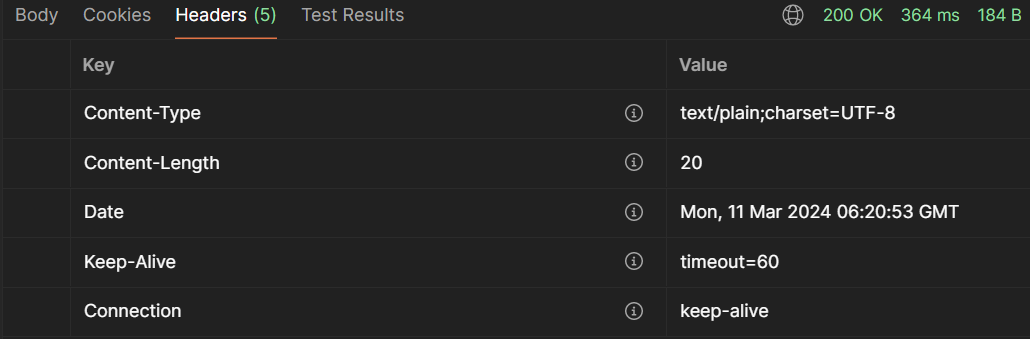 Body Cookies Headers (5) Test Results 200 OK 364 ms 184 B
Key Value
Content-Type text/plain;charset=UTF-8
Content-Length 20
Date Mon, 11 Mar 2024 06:20:53 GMT
Keep-Alive timeout=60
Connection keep-alive